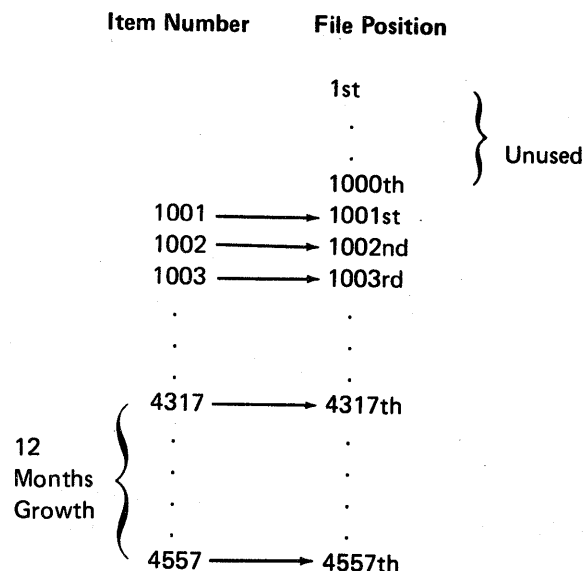 Item Number File Position
1st
.
.
Unused
1000th
1001 1001st
1002 1002nd
1003 1003rd
. .
. .
. .
4317 4317th
12
Months
Growth
. .
. .
. .
. .
4557 4557th